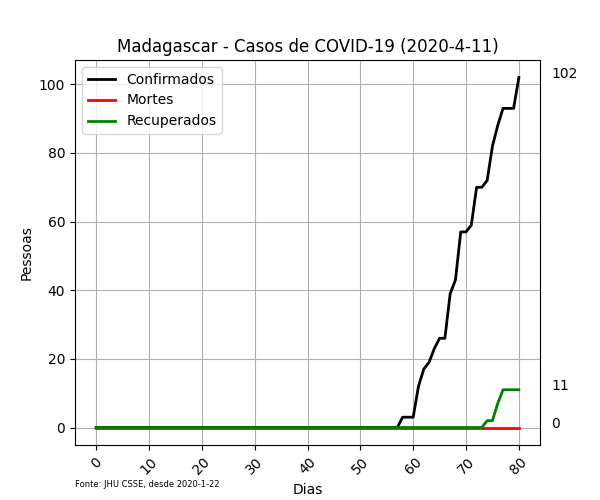 Madagascar - Casos de COVID-19 (2020-4-11)
Confirmados
Mortes
Recuperados
102
100
80
60
40
20
0
11
0
Pessoas
0 10 20 30 40 50 60 70 80
Fonte: JHU CSSE, desde 2020-1-22
Dias